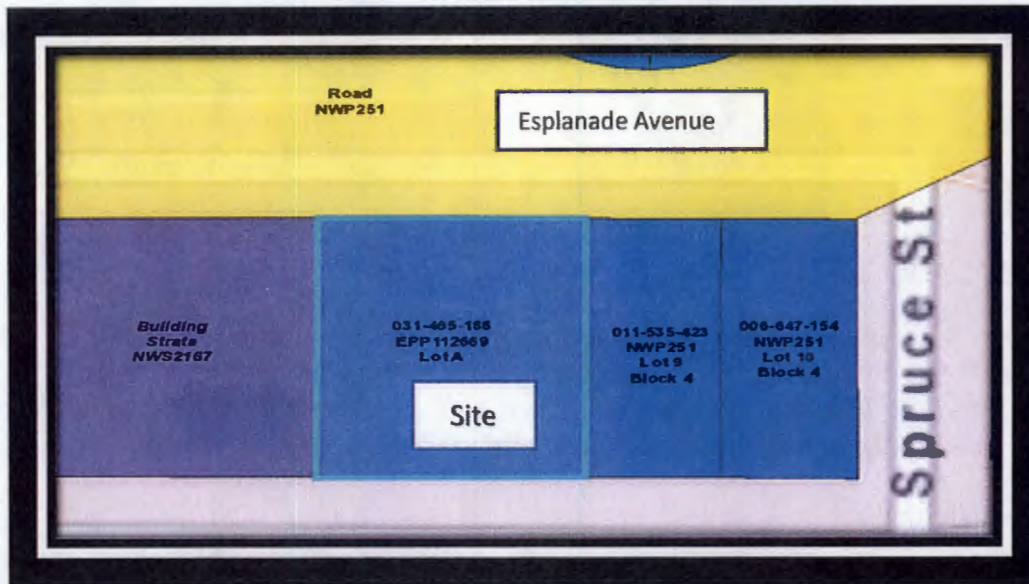 Road
NWP251
Esplanade Avenue
Building
Strata
NWS2167
031-465-186
EPP112669
Lot A
Site
011-535-423
NWP251
Lot 9
Block 4
006-647-154
NWP251
Lot 10
Block 4
Spruce St